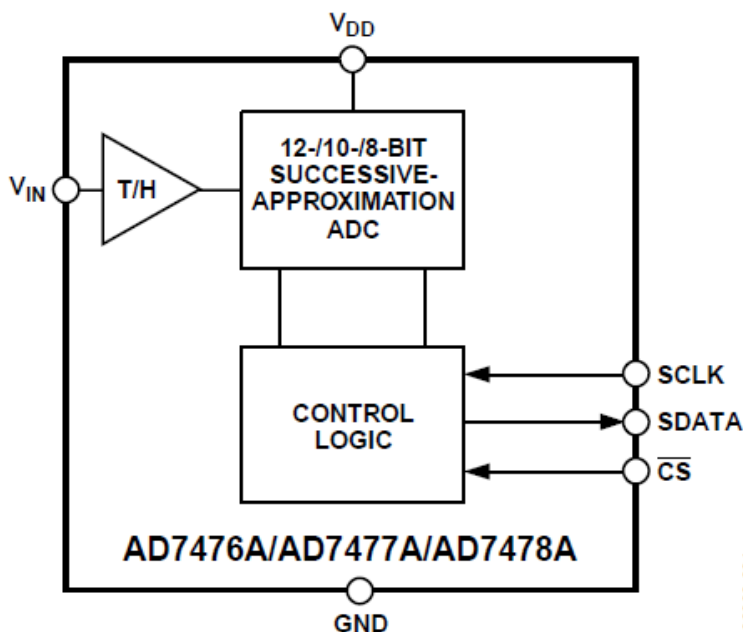 VDD
12-/10-/8-BIT
SUCCESSIVE-
APPROXIMATION
ADC
VIN
T/H
CONTROL
LOGIC
SCLK
SDATA
CS
AD7476A/AD7477A/AD7478A
GND